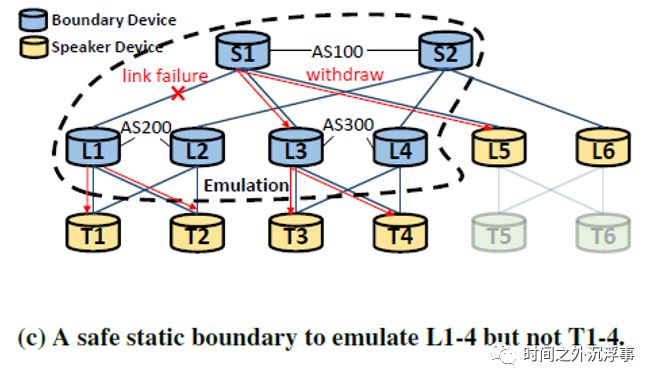 Boundary Device
Speaker Device
S1 AS100 S2
link failure withdraw
AS200 AS300
L1 L2 L3 L4 L5 L6
Emulation
T1 T2 T3 T4 T5 T6
(c) A safe static boundary to emulate L1-4 but not T1-4.
时间之外沉浮事